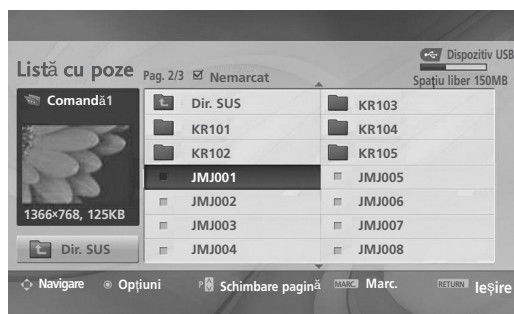 Listă cu poze
Pag. 2/3 Nemarcat
Dispozitiv USB
Spaţiu liber 150MB
Comandă1
1366×768, 125KB
Dir. SUS
Dir. SUS
KR101
KR102
JMJ001
JMJ002
JMJ003
JMJ004
KR103
KR104
KR105
JMJ005
JMJ006
JMJ007
JMJ008
Navigare
Opţiuni
P Schimbare pagină
MARC. Marc.
RETURN Ieşire